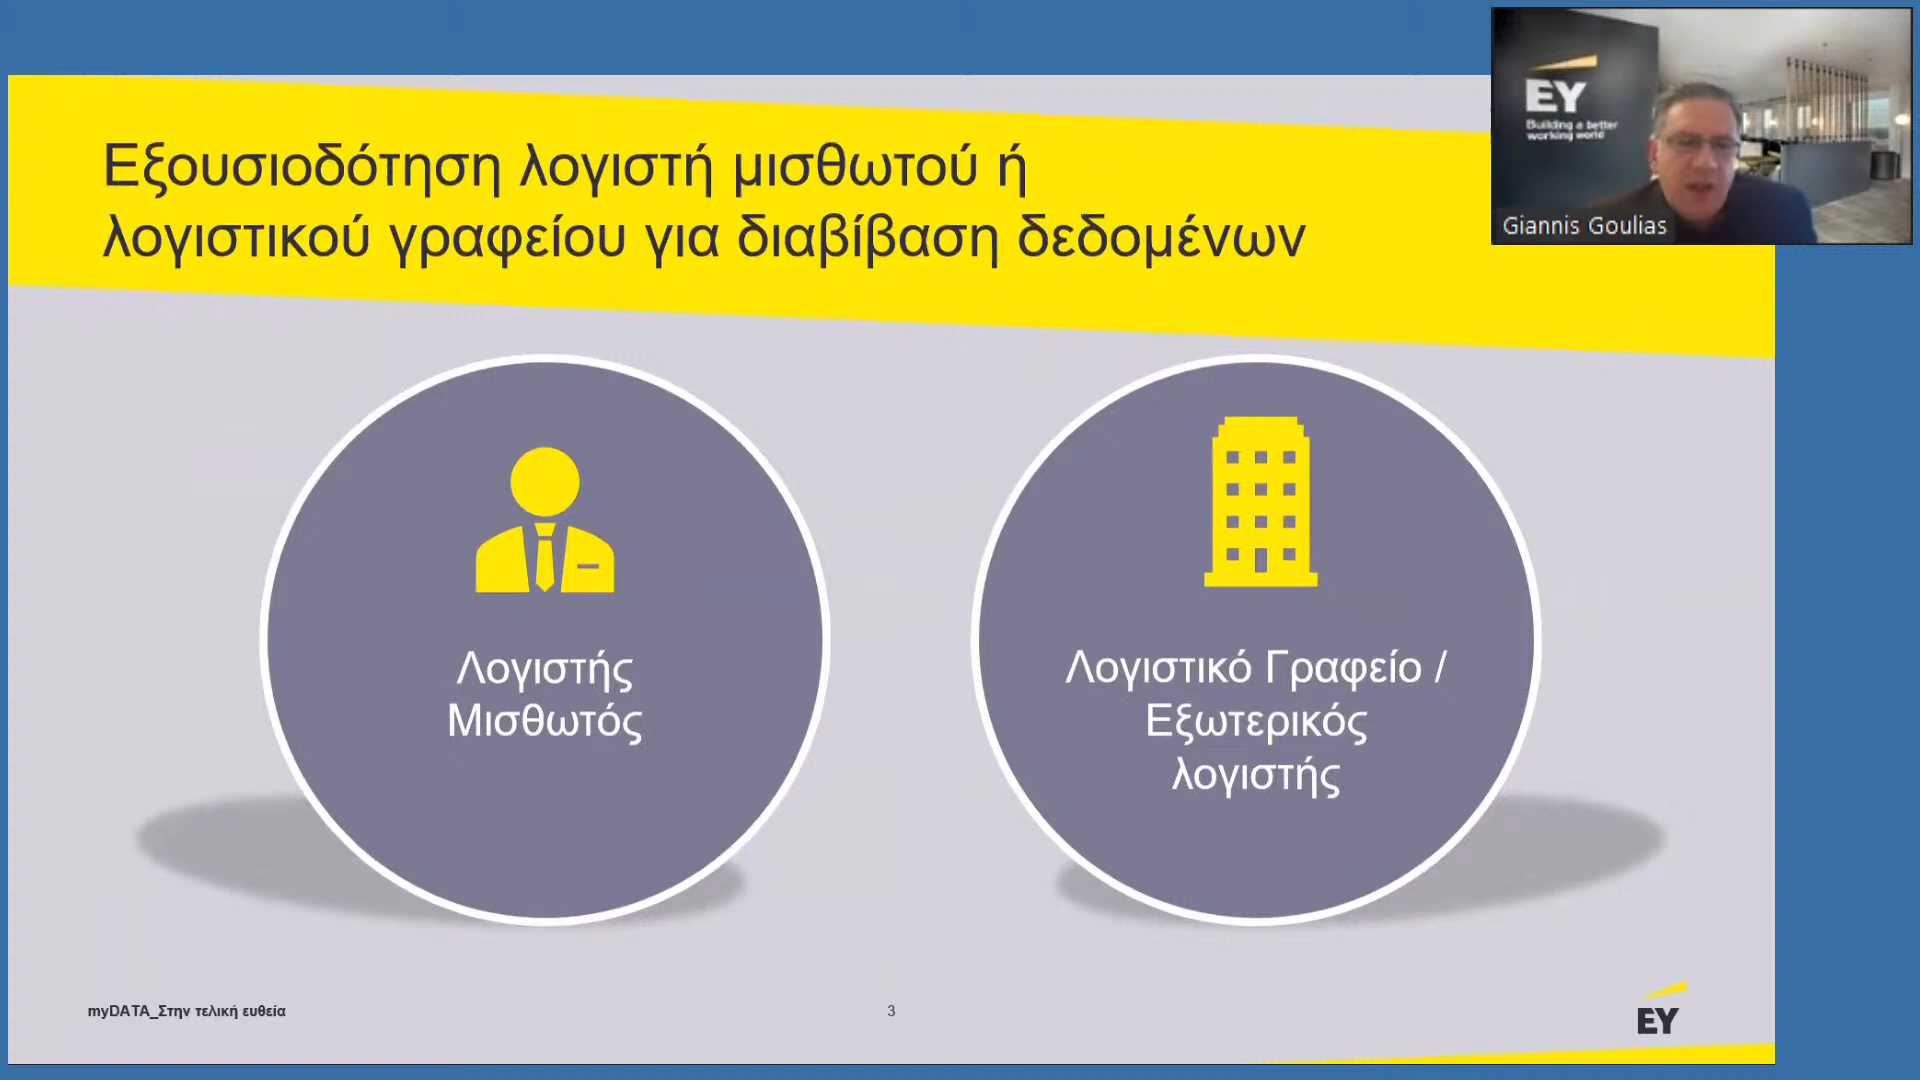 EY
Building a better
working world
Giannis Goulias
Εξουσιοδότηση λογιστή μισθωτού ή
λογιστικού γραφείου για διαβίβαση δεδομένων
Λογιστής
Μισθωτός
Λογιστικό Γραφείο /
Εξωτερικός
λογιστής
myDATA_Στην τελική ευθεία
3
EY